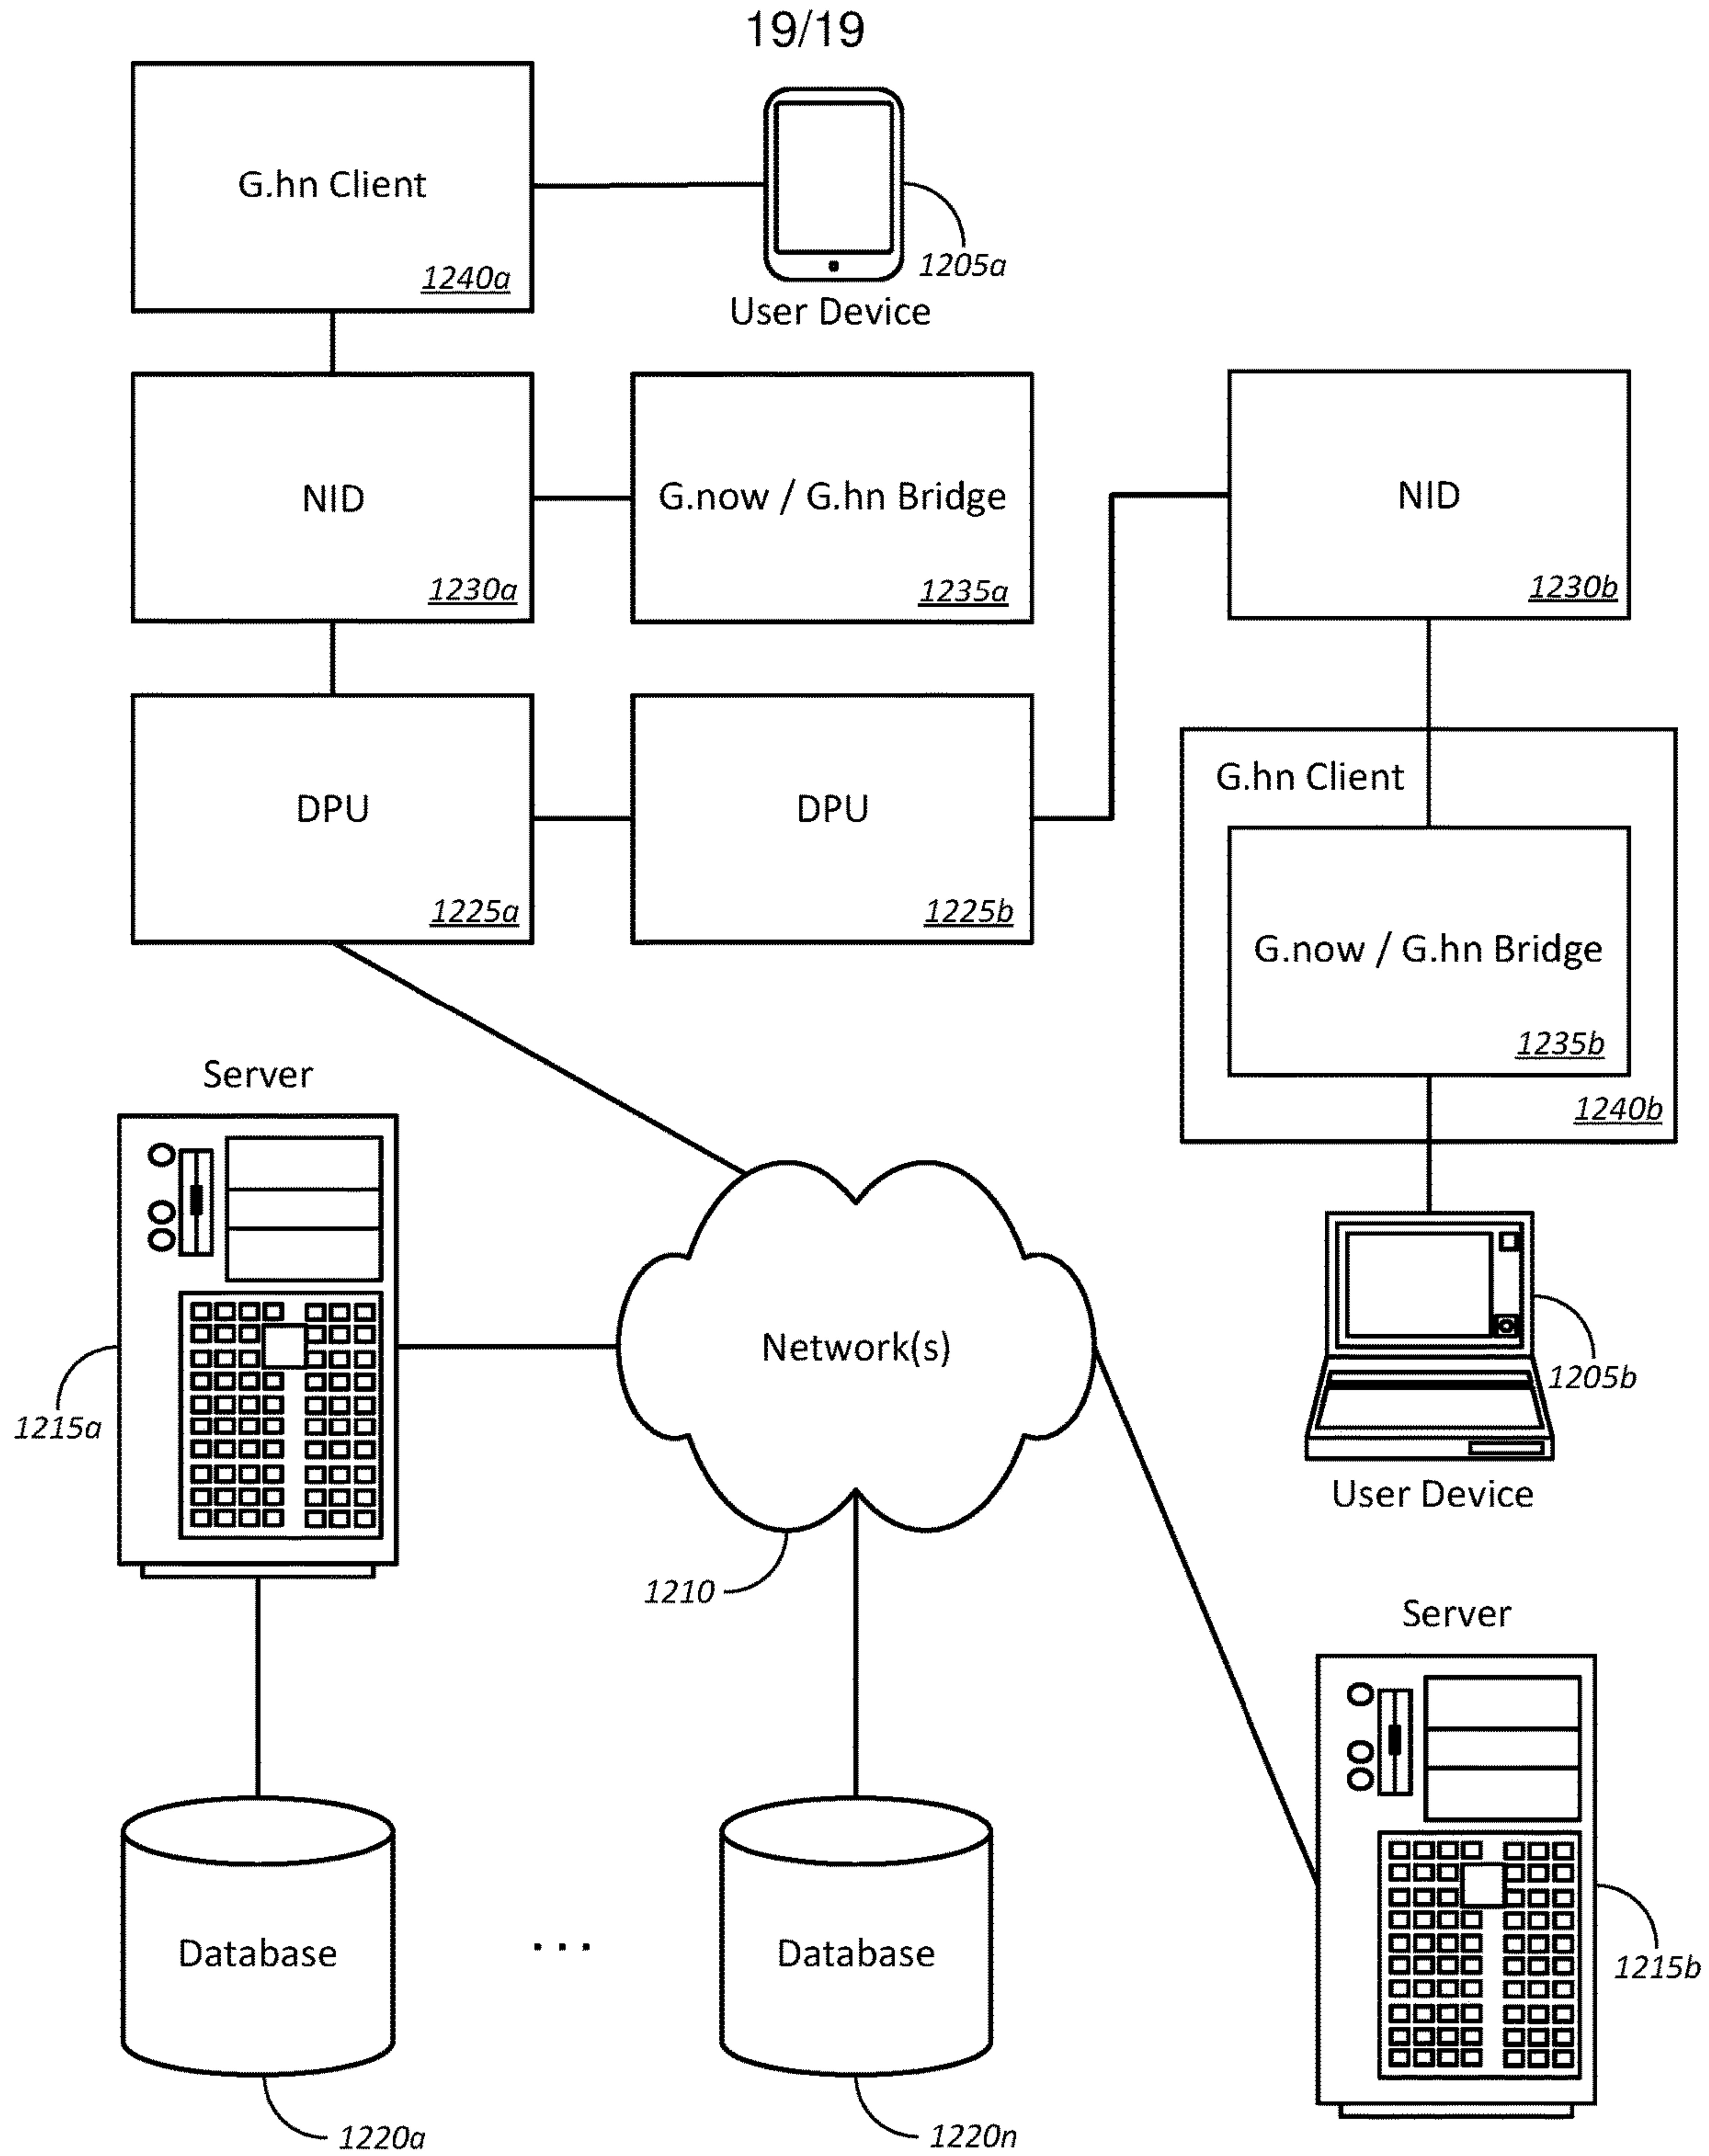 19/19
G.hn Client
1240a
1205a
User Device
NID
1230a
G.now / G.hn Bridge
1235a
NID
1230b
DPU
1225a
DPU
1225b
G.hn Client
G.now / G.hn Bridge
1235b
1240b
Server
1215a
Network(s)
1210
1205b
User Device
Server
1215b
Database
1220a
...
Database
1220n